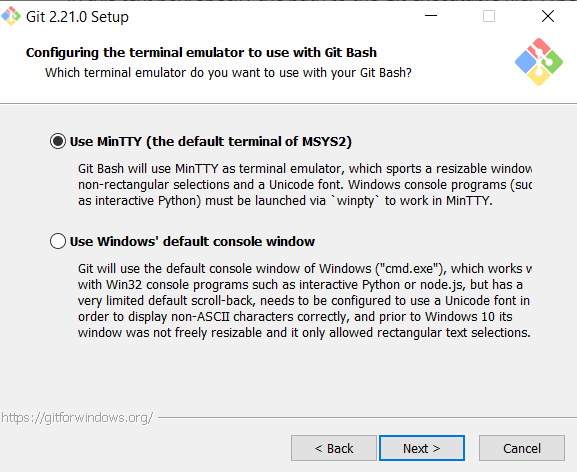 Git 2.21.0 Setup
Configuring the terminal emulator to use with Git Bash
Which terminal emulator do you want to use with your Git Bash?
Use MinTTY (the default terminal of MSYS2)
Git Bash will use MinTTY as terminal emulator, which sports a resizable window
non-rectangular selections and a Unicode font. Windows console programs (suc
as interactive Python) must be launched via `winpty` to work in MinTTY.
Use Windows' default console window
Git will use the default console window of Windows ("cmd.exe"), which works w
with Win32 console programs such as interactive Python or node.js, but has a
very limited default scroll-back, needs to be configured to use a Unicode font in
order to display non-ASCII characters correctly, and prior to Windows 10 its
window was not freely resizable and it only allowed rectangular text selections.
https://gitforwindows.org/
< Back
Next >
Cancel